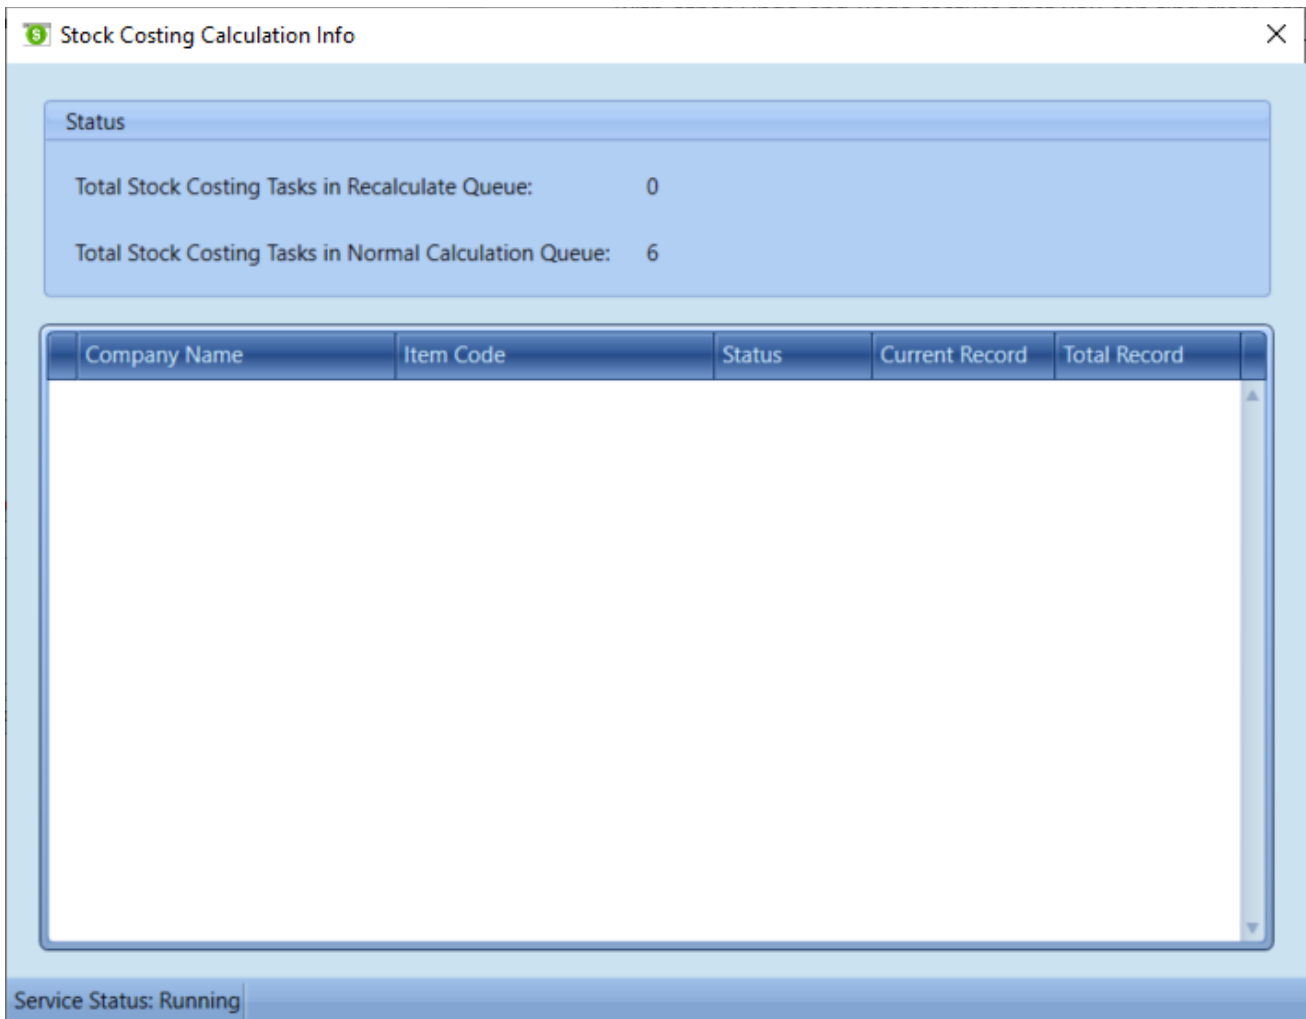 Stock Costing Calculation Info
Status
Total Stock Costing Tasks in Recalculate Queue: 0
Total Stock Costing Tasks in Normal Calculation Queue: 6
Company Name Item Code Status Current Record Total Record
Service Status: Running